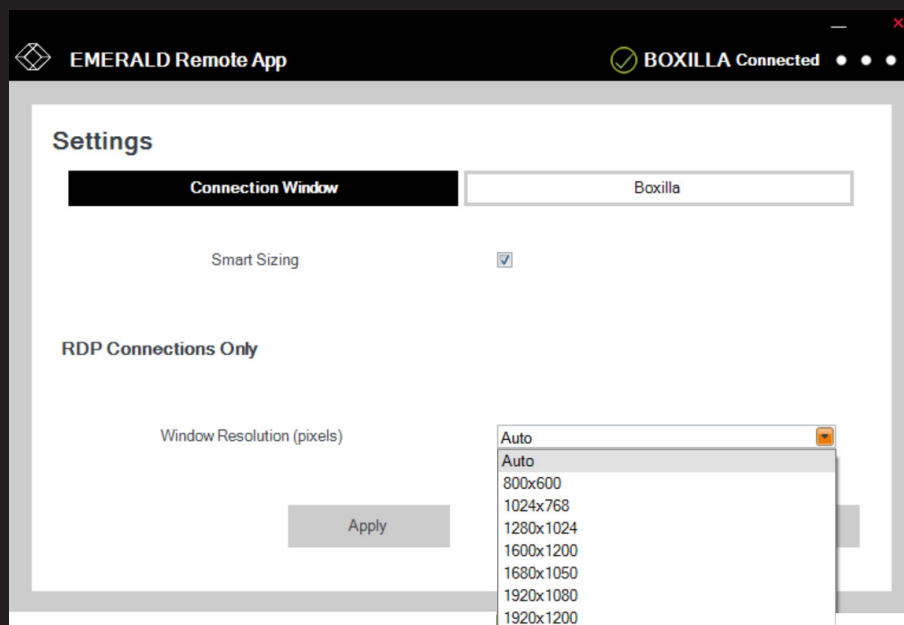 EMERALD Remote App
BOXILLA Connected
Settings
Connection Window
Boxilla
Smart Sizing
RDP Connections Only
Window Resolution (pixels)
Auto
Auto
800x600
1024x768
1280x1024
1600x1200
1680x1050
1920x1080
1920x1200
Apply